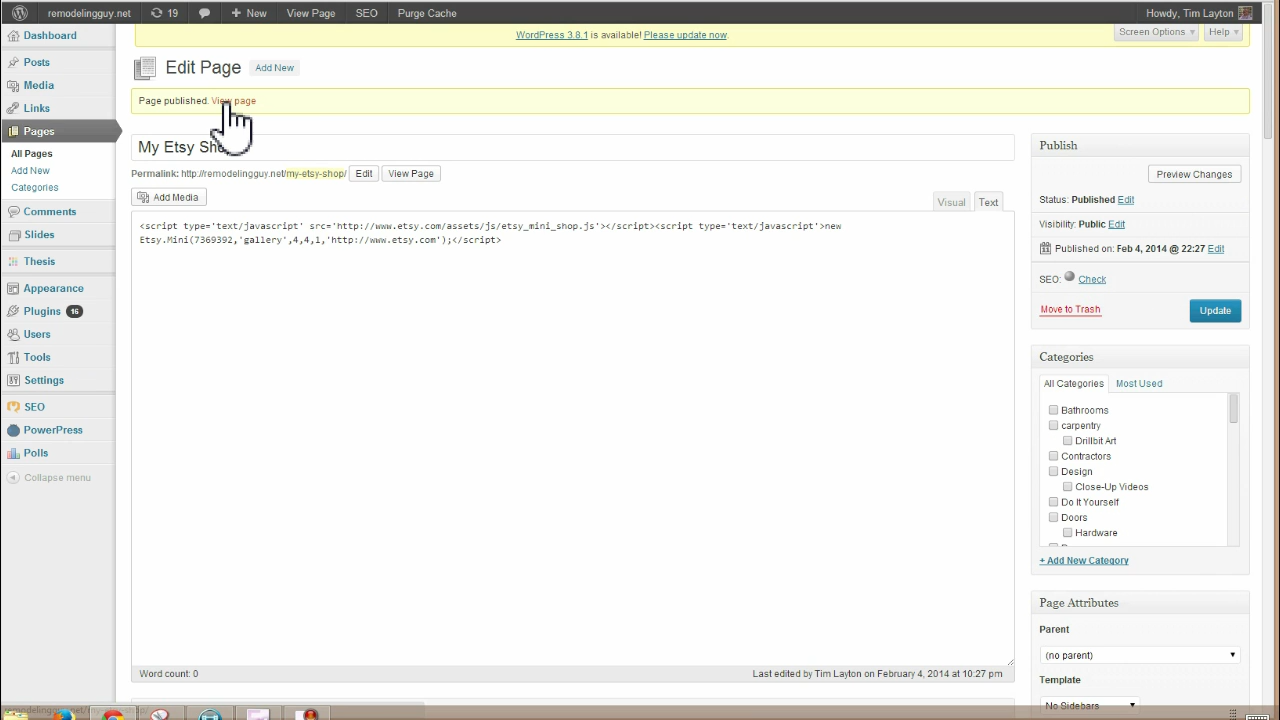 remodelingguy.net 19 + New View Page SEO Purge Cache Howdy, Tim Layton
WordPress 3.8.1 is available! Please update now.
Screen Options Help
Dashboard
Posts
Media
Links
Pages
All Pages
Add New
Categories
Comments
Slides
Thesis
Appearance
Plugins 16
Users
Tools
Settings
SEO
PowerPress
Polls
Collapse menu
Edit Page Add New
Page published. View page
My Etsy Shop
Permalink: http://remodelingguy.net/my-etsy-shop/ Edit View Page
Add Media
Visual Text
<script type='text/javascript' src='http://www.etsy.com/assets/js/etsy_mini_shop.js'></script><script type='text/javascript'>new
Etsy.Mini(7369392,'gallery',4,4,1,'http://www.etsy.com');</script>
Word count: 0 Last edited by Tim Layton on February 4, 2014 at 10:27 pm
Publish
Preview Changes
Status: Published Edit
Visibility: Public Edit
Published on: Feb 4, 2014 @ 22:27 Edit
SEO: Check
Move to Trash Update
Categories
All Categories Most Used
Bathrooms
carpentry
Drillbit Art
Contractors
Design
Close-Up Videos
Do It Yourself
Doors
Hardware
+ Add New Category
Page Attributes
Parent
(no parent)
Template
No Sidebars